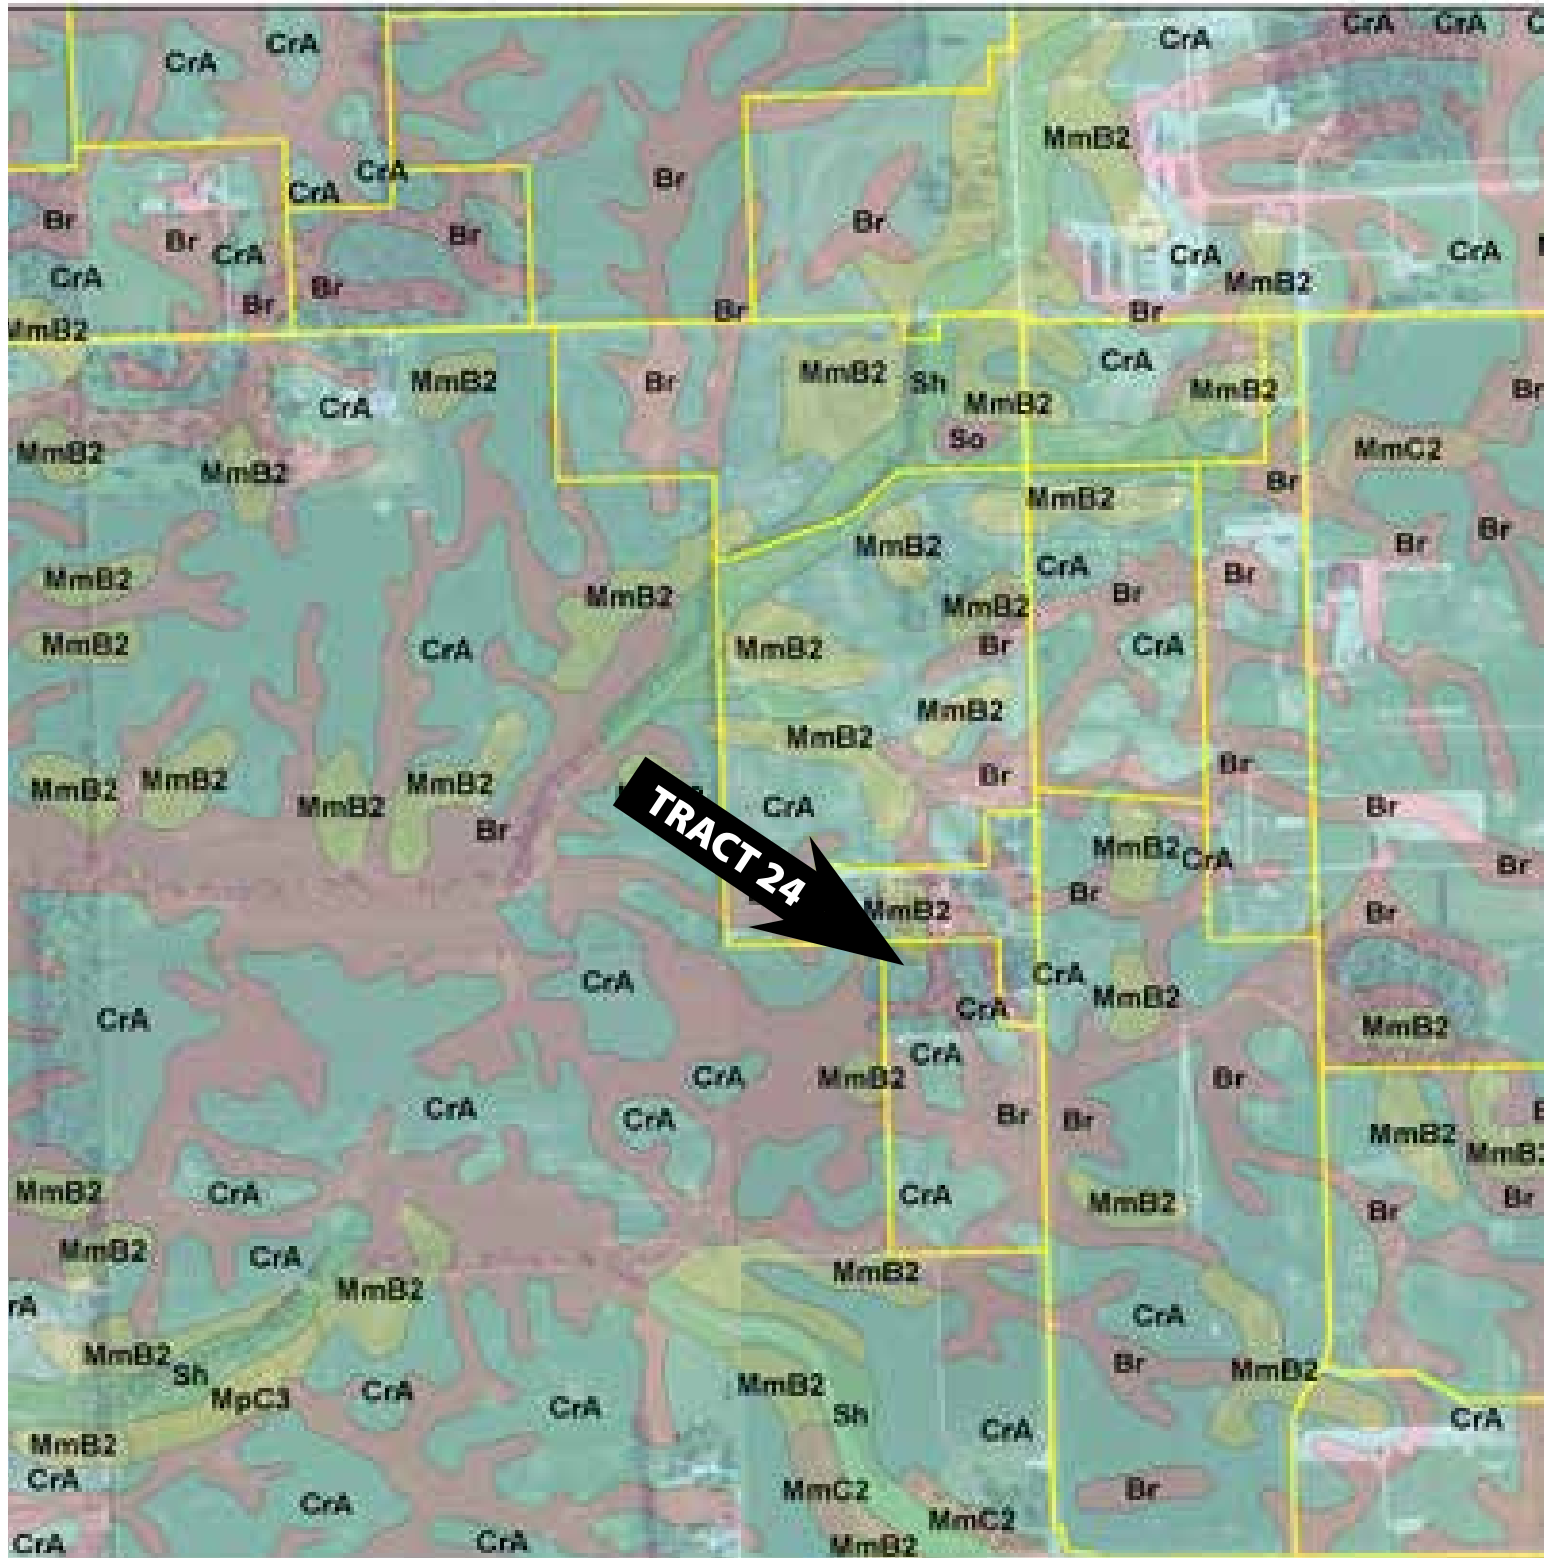 CrA CrA CrA
CrA CrA
MmB2
CrA
Br
CrA
Br Br
Br Br CrA CrA CrA
CrA MmB2
Br Br Br Br
MmB2
MmB2 MmB2 Sh CrA
CrA Br MmB2 MmB2 Br
So
MmB2 MmC2
MmB2 Br
MmB2
MmB2 Br Br
MmB2 CrA Br
MmB2 MmB2 Br
MmB2 CrA MmB2 Br CrA
MmB2
MmB2
MmB2 MmB2 MmB2 Br Br
MmB2 CrA Br
Br
TRACT 24
MmB2 CrA Br
MmB2 Br Br
CrA CrA MmB2
CrA CrA MmB2
CrA
CrA MmB2 Br
CrA CrA Br Br MmB2
MmB2
MmB2 CrA CrA MmB2 Br Br
MmB2 CrA MmB2
MmB2 CrA
rA
MmB2 Br MmB2
Sh MmB2
MpC3 CrA CrA Sh CrA
MmB2 CrA
CrA MmC2 Br
CrA MmC2
CrA CrA MmB2